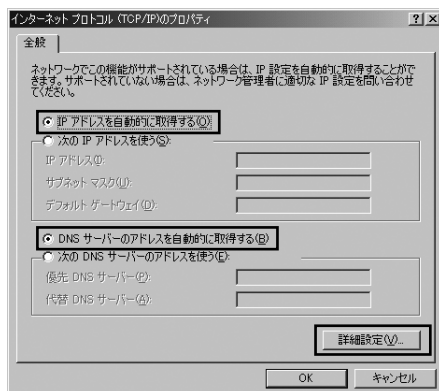 インターネット プロトコル (TCP/IP)のプロパティ
全般
ネットワークでこの機能がサポートされている場合は、IP 設定を自動的に取得することがで
きます。サポートされていない場合は、ネットワーク管理者に適切な IP 設定を問い合わせ
てください。
IP アドレスを自動的に取得する(O)
次の IP アドレスを使う(S):
IP アドレス(I):
サブネット マスク(U):
デフォルト ゲートウェイ(D):
DNS サーバーのアドレスを自動的に取得する(B)
次の DNS サーバーのアドレスを使う(E):
優先 DNS サーバー(P):
代替 DNS サーバー(A):
詳細設定(V)...
OK
キャンセル